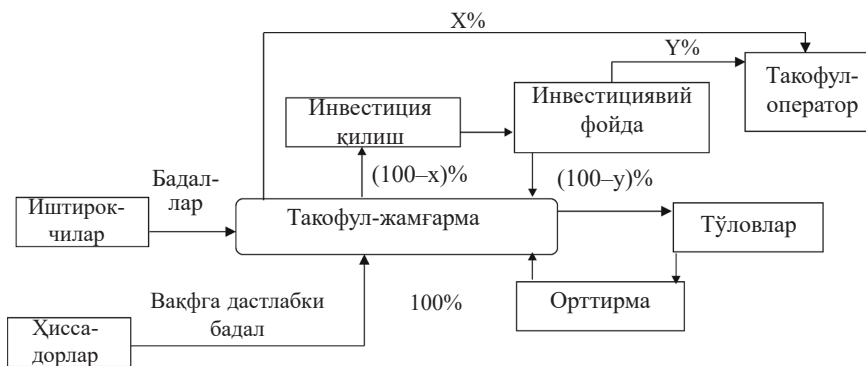 X%
Y%
Такофул-
оператор
Инвестиция
қилиш
Инвестициявий
фойда
Бадал-
лар
(100–x)%
(100–y)%
Иштирок-
чилар
Такофул-жамғарма
Тўловлар
Вақфга дастлабки
бадал
100%
Орттирма
Ҳисса-
дорлар